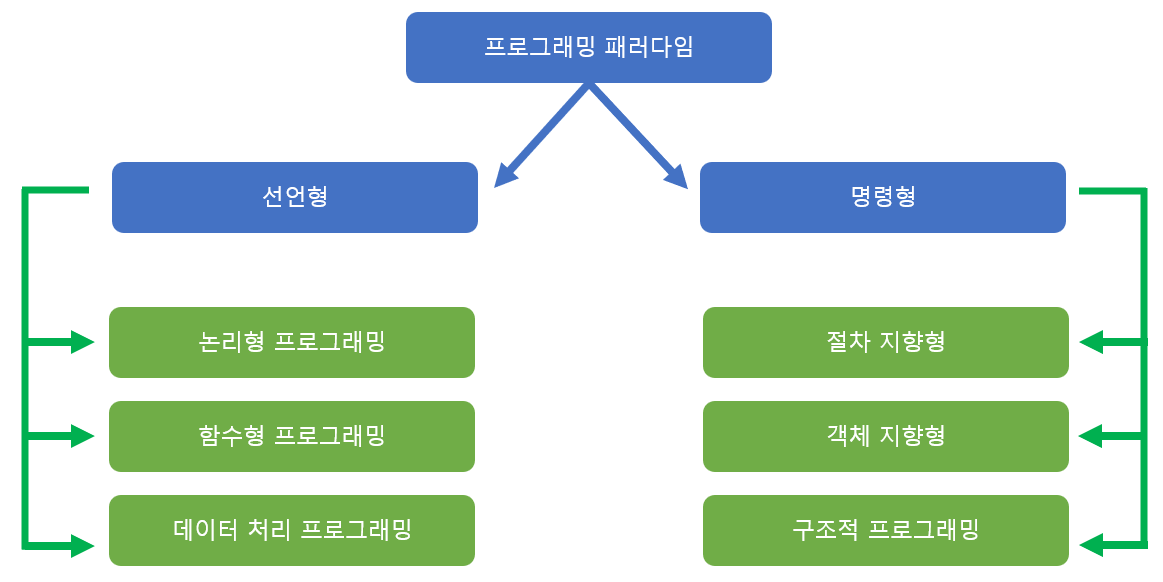 프로그래밍 패러다임
선언형
명령형
논리형 프로그래밍
절차 지향형
함수형 프로그래밍
객체 지향형
데이터 처리 프로그래밍
구조적 프로그래밍